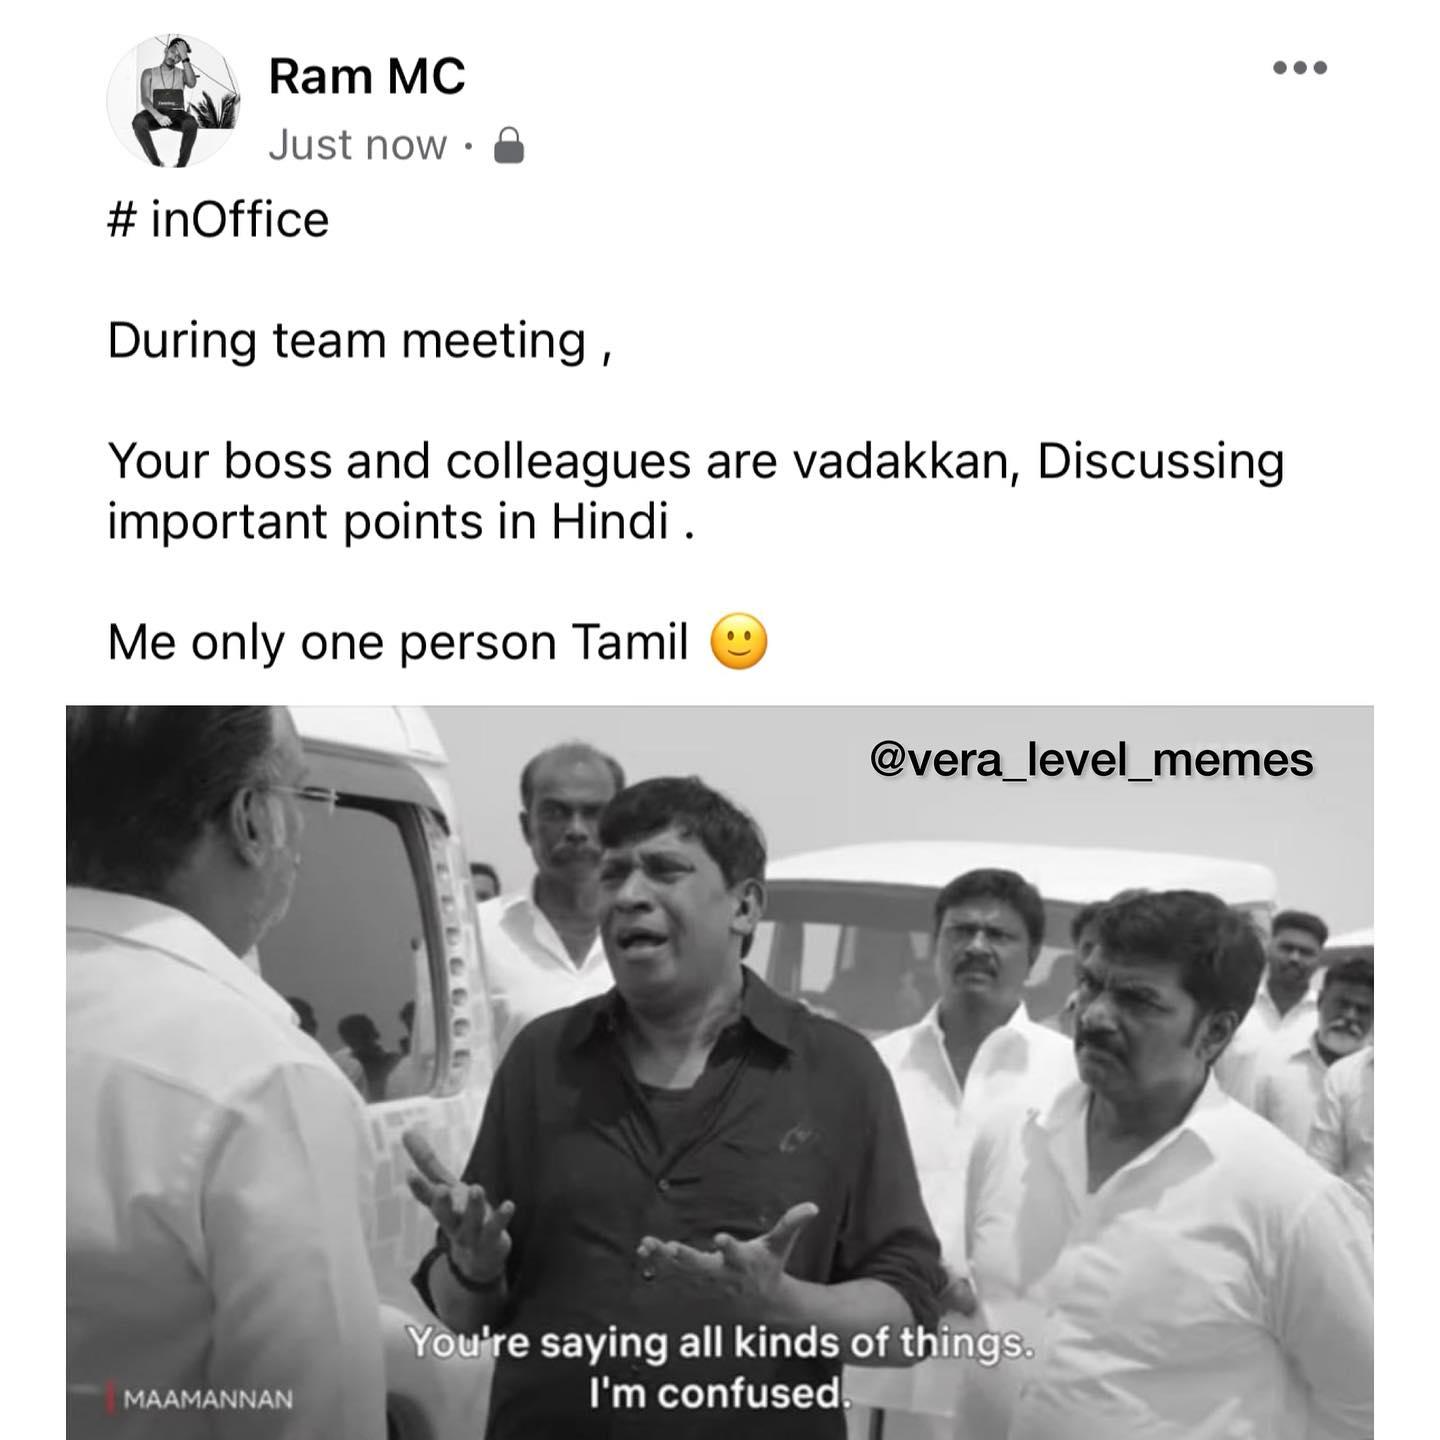 Ram MC
Just now ·
# inOffice
During team meeting ,
Your boss and colleagues are vadakkan, Discussing
important points in Hindi .
Me only one person Tamil 🙂
@vera_level_memes
You're saying all kinds of things.
I'm confused.
MAAMANNAN